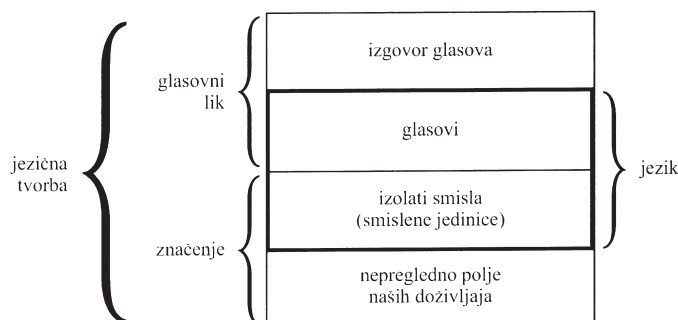 izgovor glasova
glasovni
lik
glasovi
jezik
jezična
tvorba
izolati smisla
(smislene jedinice)
značenje
nepregledno polje
naših doživljaja